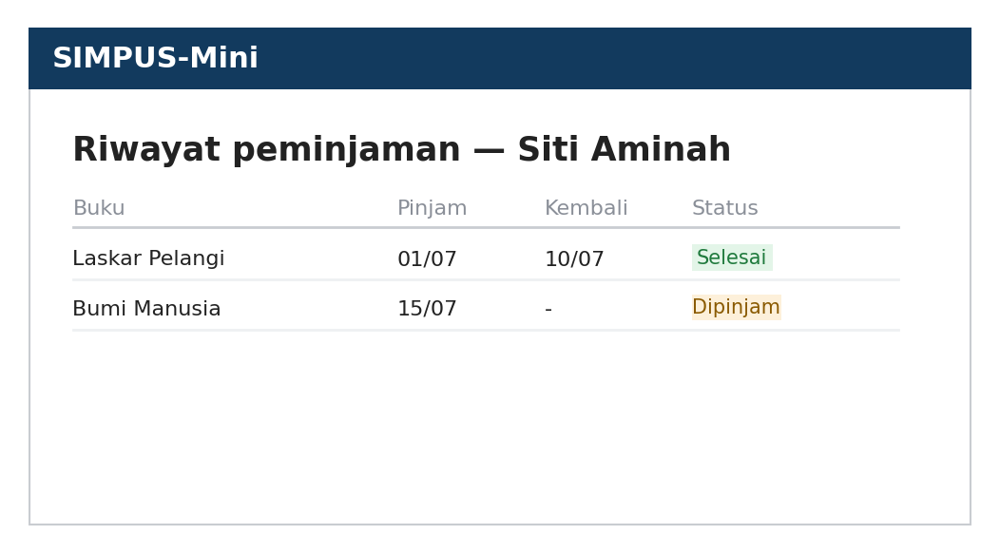 SIMPUS-Mini
Riwayat peminjaman — Siti Aminah
Buku Pinjam Kembali Status
Laskar Pelangi 01/07 10/07 Selesai
Bumi Manusia 15/07 - Dipinjam